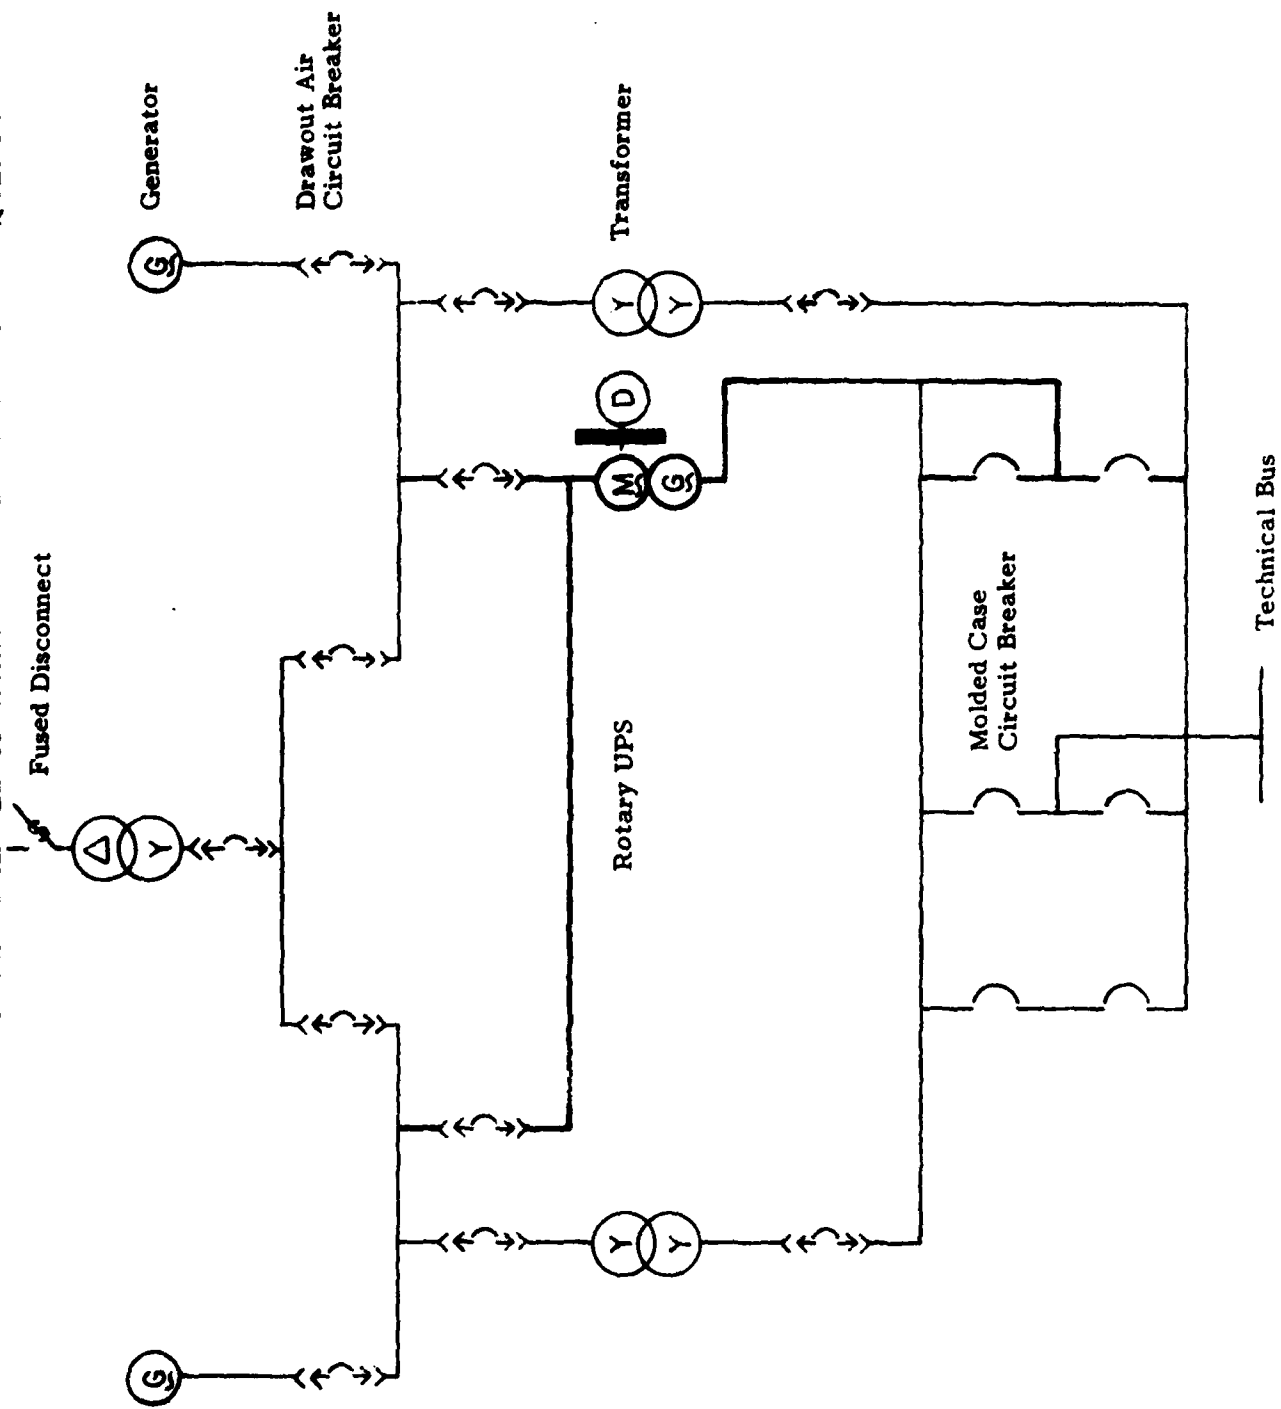 Fused Disconnect
Generator
Drawout Air
Circuit Breaker
Transformer
Rotary UPS
Molded Case
Circuit Breaker
Technical Bus
G
G
Y
Y
Y
Y
Y
M
G
D